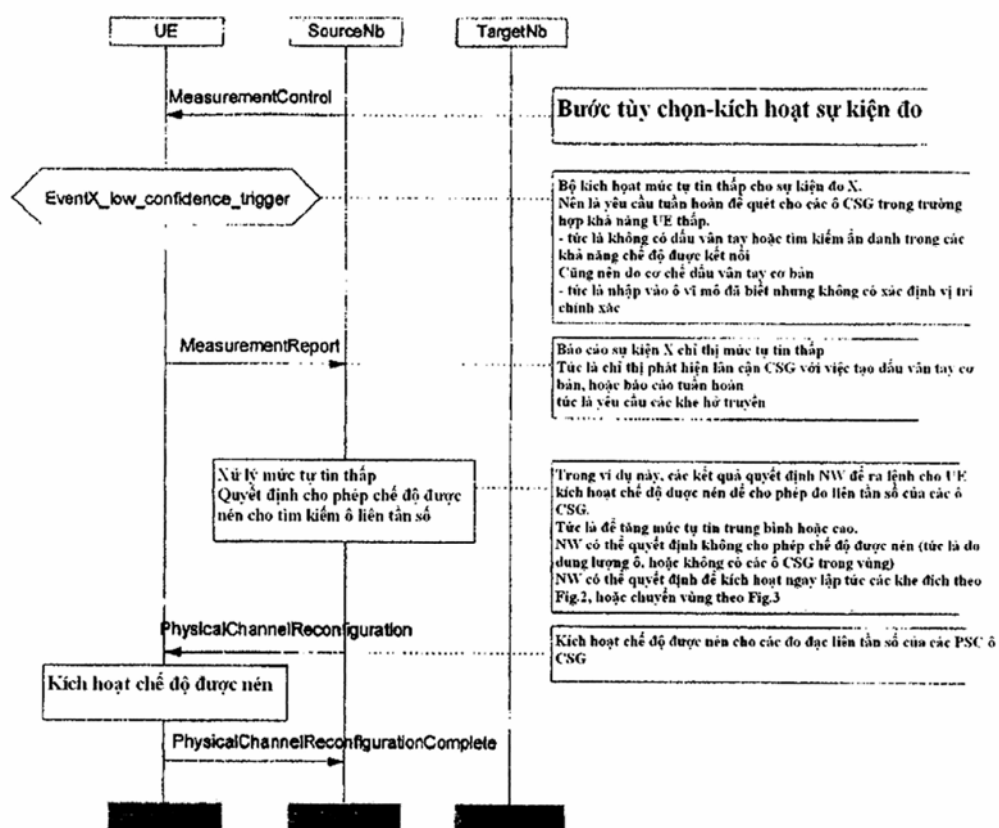 UE
SourceNb
TargetNb
MeasurementControl
Bước tùy chọn-kích hoạt sự kiện đo
EventX_low_confidence_trigger
Bộ kích hoạt mức tự tin thấp cho sự kiện đo X.
Nên là yêu cầu tuần hoàn để quét cho các ô CSG trong trường
hợp khả năng UE thấp.
- tức là không có dấu vân tay hoặc tìm kiếm ẩn danh trong các
khả năng chế độ được kết nối
Cũng nên do cơ chế dấu vân tay cơ bản
- tức là nhập vào ô vĩ mô đã biết nhưng không có xác định vị trí
chính xác
MeasurementReport
Báo cáo sự kiện X chỉ thị mức tự tin thấp
Tức là chỉ thị phát hiện lân cận CSG với việc tạo dấu vân tay cơ
bản, hoặc báo cáo tuần hoàn
tức là yêu cầu các khe hở truyền
Xử lý mức tự tin thấp
Quyết định cho phép chế độ được
nén cho tìm kiếm ô liên tần số
Trong ví dụ này, các kết quả quyết định NW để ra lệnh cho UE
kích hoạt chế độ được nén để cho phép đo liên tần số của các ô
CSG.
Tức là để tăng mức tự tin trung bình hoặc cao.
NW có thể quyết định không cho phép chế độ được nén (tức là do
dung lượng ô, hoặc không có các ô CSG trong vùng)
NW có thể quyết định để kích hoạt ngay lập tức các khe đích theo
Fig.2, hoặc chuyển vùng theo Fig.3
PhysicalChannelReconfiguration
Kích hoạt chế độ được nén cho các đo đạc liên tần số của các PSC ô
CSG
Kích hoạt chế độ được nén
PhysicalChannelReconfigurationComplete